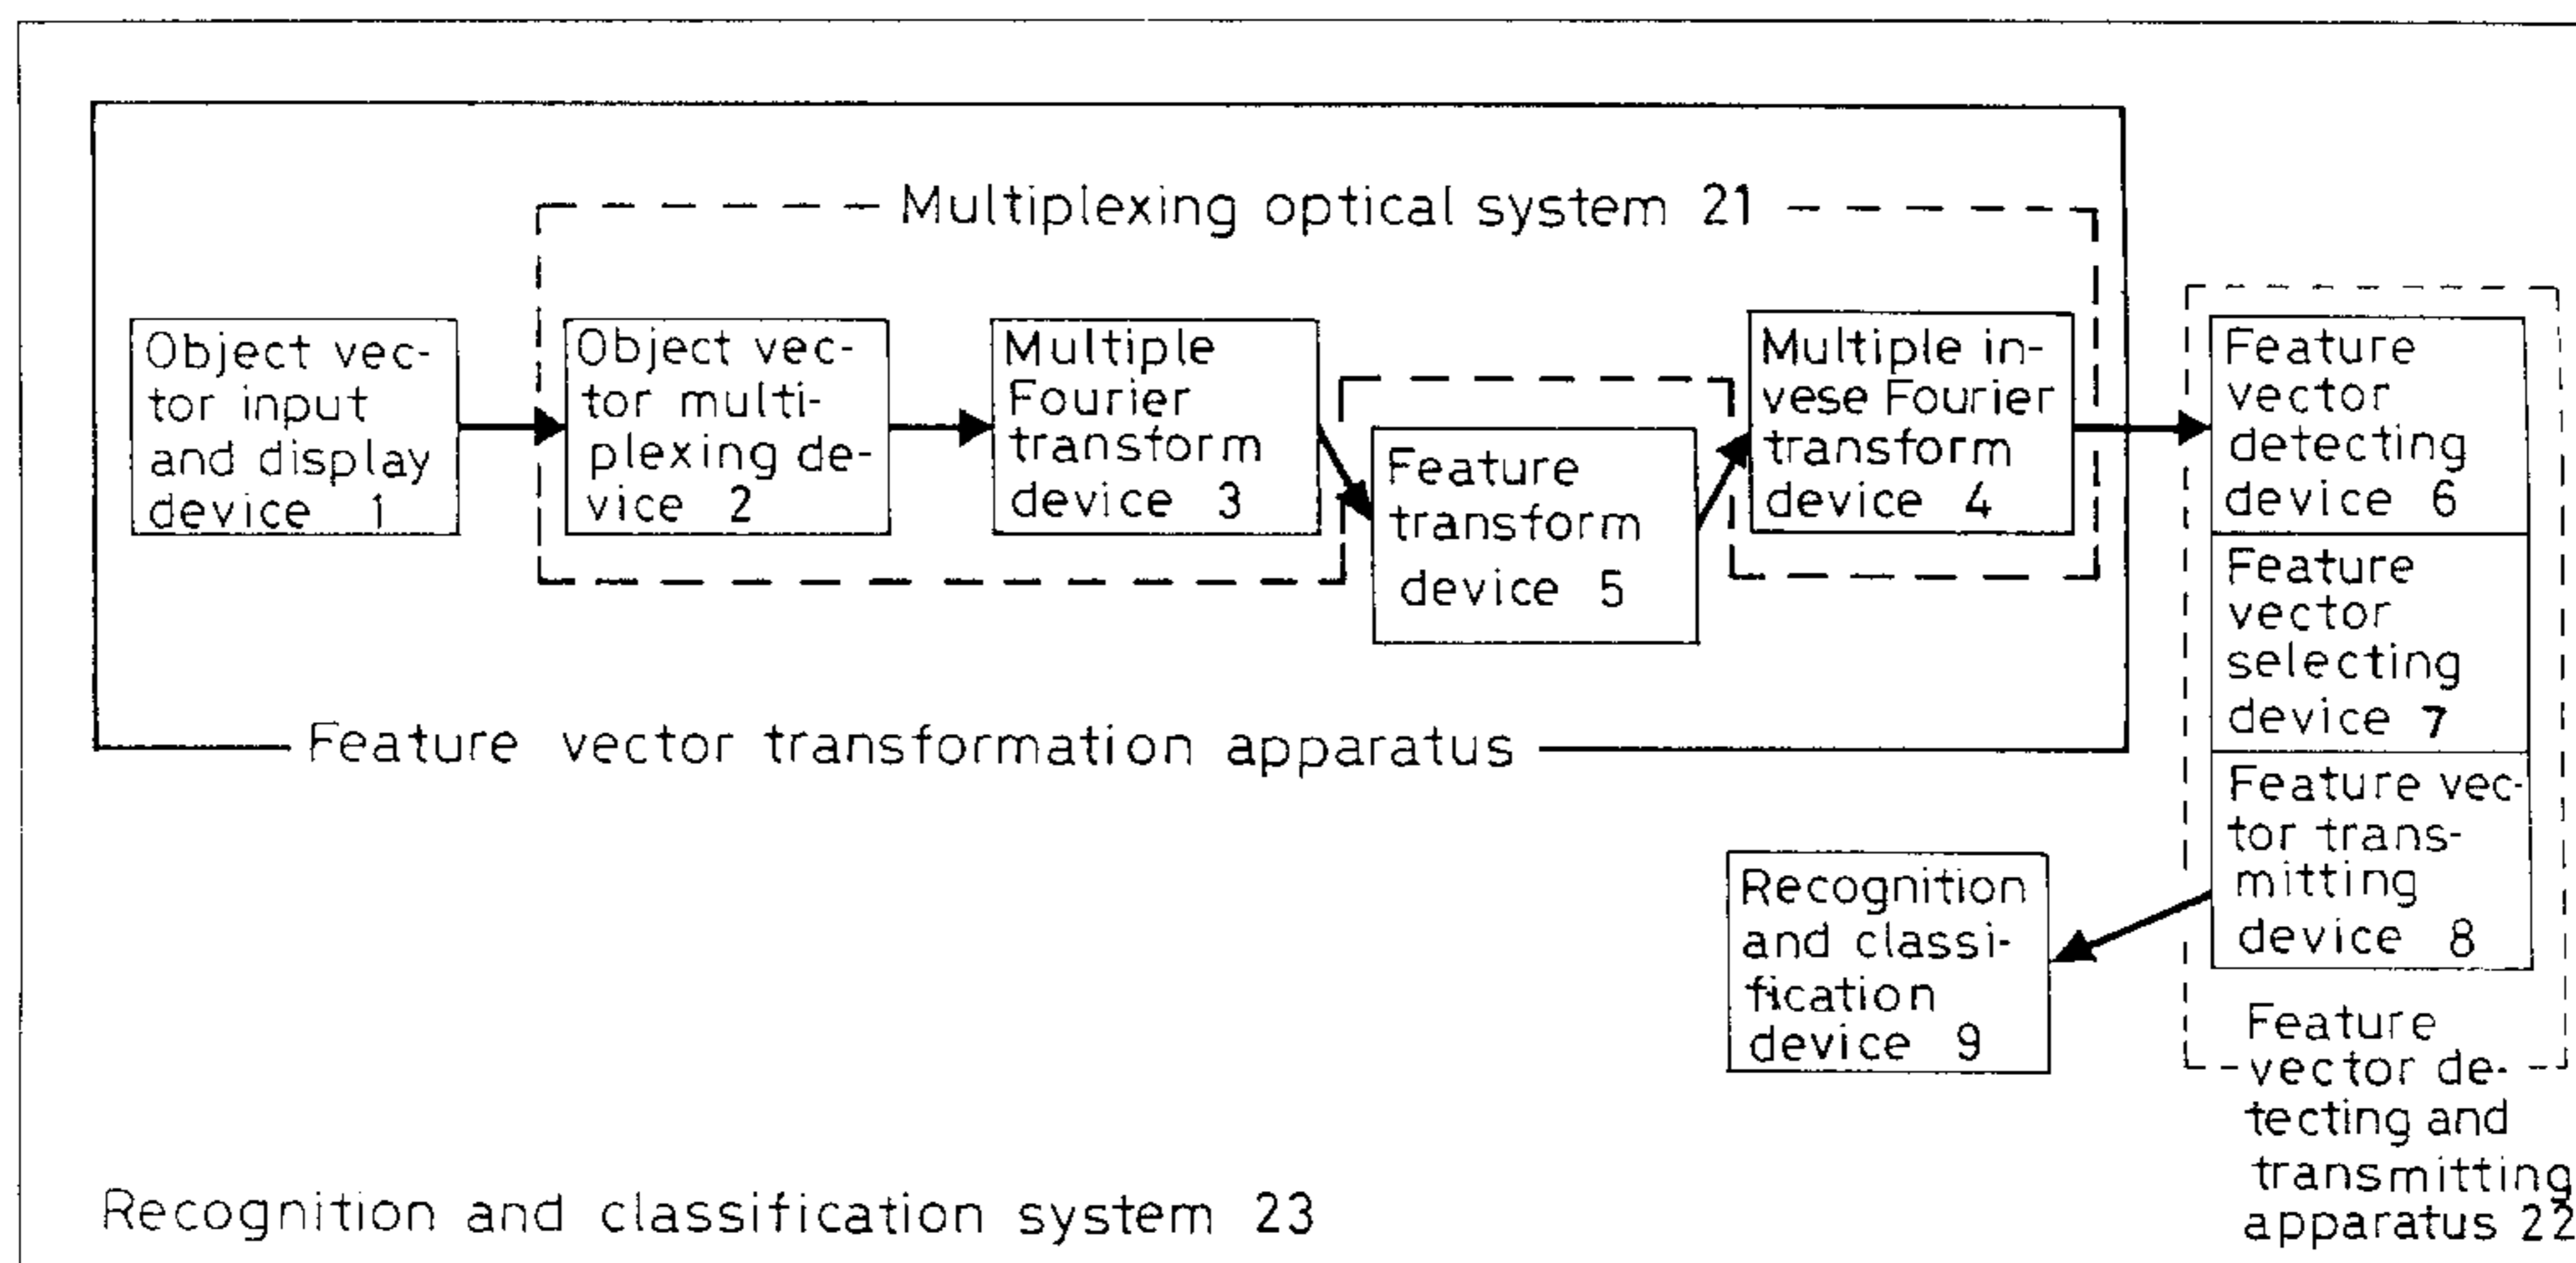 Multiplexing optical system 21
Object vec-
tor input
and display
device 1
Object vec-
tor multi-
plexing de-
vice 2
Multiple
Fourier
transform
device 3
Feature
transform
device 5
Multiple in-
vese Fourier
transform
device 4
Feature
vector
detecting
device 6
Feature
vector
selecting
device 7
Feature vec-
tor trans-
mitting
device 8
Feature vector transformation apparatus
Recognition
and classi-
fication
device 9
Feature
vector de-
tecting and
transmitting
apparatus 22
Recognition and classification system 23